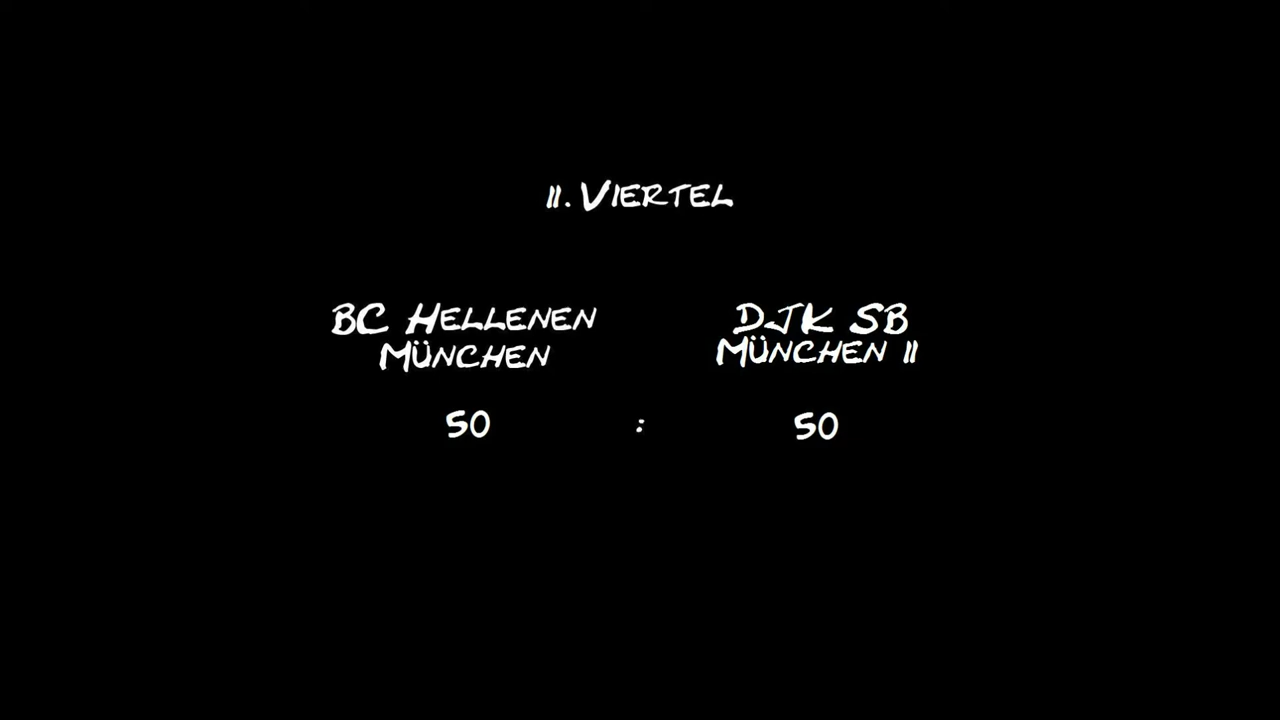 II. Viertel
BC Hellenen
München
DJK SB
München II
50 : 50